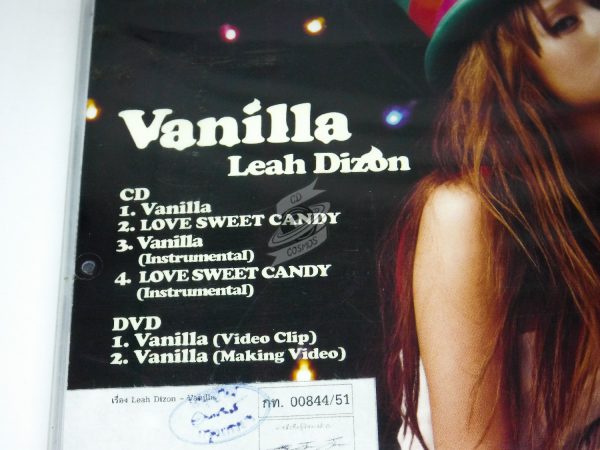 Vanilla
Leah Dizon
CD
1. Vanilla
2. LOVE SWEET CANDY
3. Vanilla
(Instrumental)
4. LOVE SWEET CANDY
(Instrumental)
DVD
1. Vanilla (Video Clip)
2. Vanilla (Making Video)
CD
COSMOS
เรื่อง Leah Dizon - Vanilla
กท. 00844/51